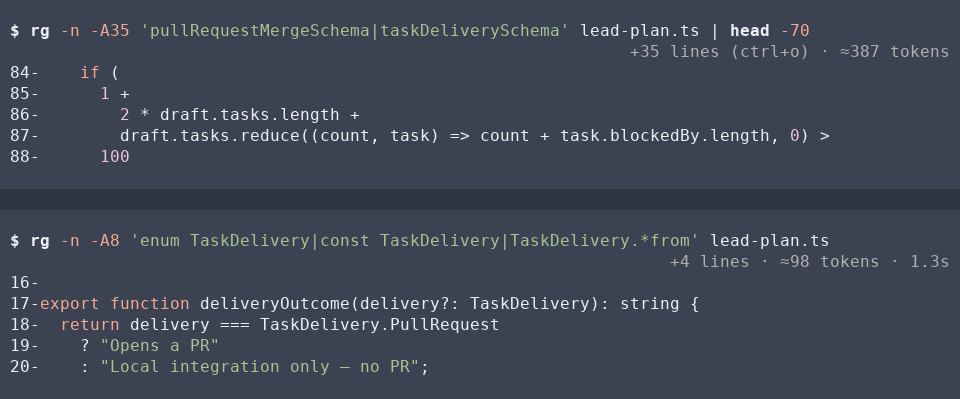 $ rg -n -A35 'pullRequestMergeSchema|taskDeliverySchema' lead-plan.ts | head -70
+35 lines (ctrl+o) · ≈387 tokens
84-    if (
85-      1 +
86-        2 * draft.tasks.length +
87-        draft.tasks.reduce((count, task) => count + task.blockedBy.length, 0) >
88-      100
$ rg -n -A8 'enum TaskDelivery|const TaskDelivery|TaskDelivery.*from' lead-plan.ts
+4 lines · ≈98 tokens · 1.3s
16-
17-export function deliveryOutcome(delivery?: TaskDelivery): string {
18-  return delivery === TaskDelivery.PullRequest
19-    ? "Opens a PR"
20-    : "Local integration only — no PR";